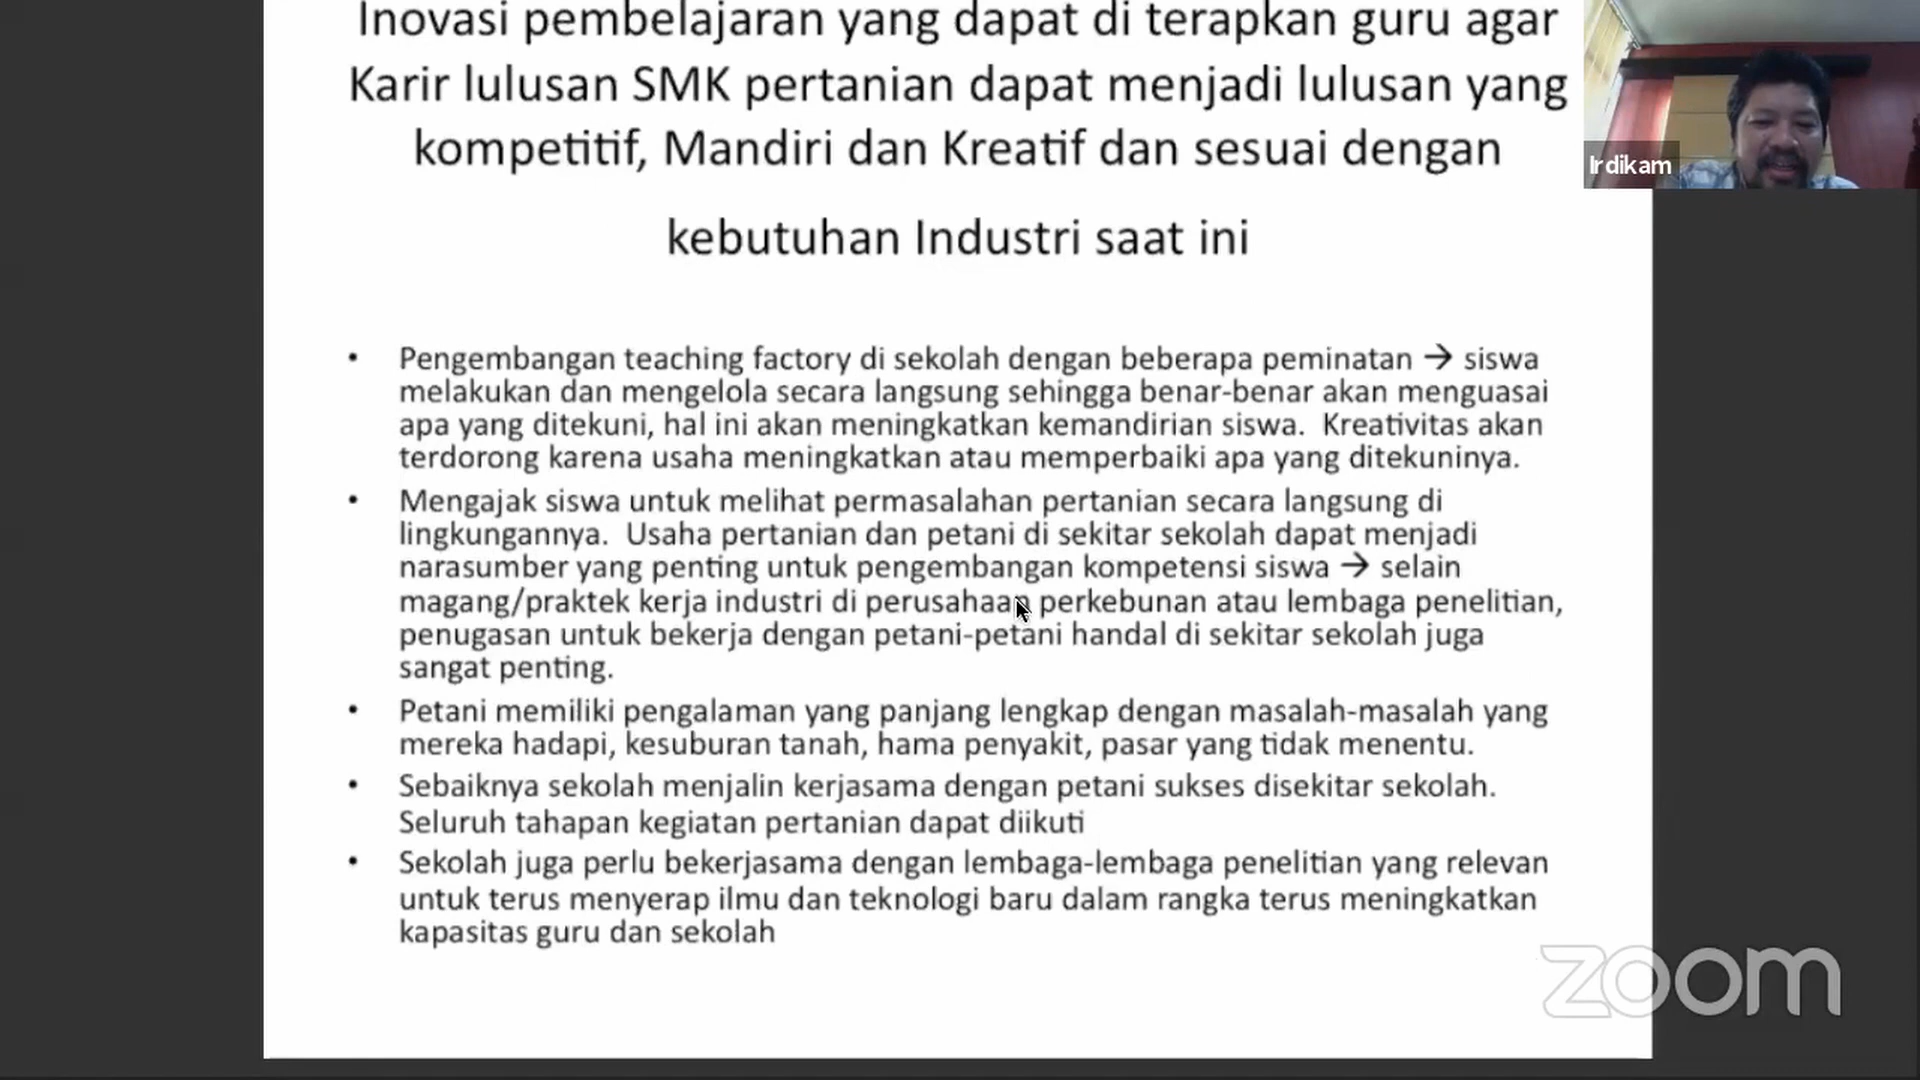 Inovasi pembelajaran yang dapat di terapkan guru agar
Karir lulusan SMK pertanian dapat menjadi lulusan yang
kompetitif, Mandiri dan Kreatif dan sesuai dengan
kebutuhan Industri saat ini
Irdikam
• Pengembangan teaching factory di sekolah dengan beberapa peminatan → siswa
melakukan dan mengelola secara langsung sehingga benar-benar akan menguasai
apa yang ditekuni, hal ini akan meningkatkan kemandirian siswa. Kreativitas akan
terdorong karena usaha meningkatkan atau memperbaiki apa yang ditekuninya.
• Mengajak siswa untuk melihat permasalahan pertanian secara langsung di
lingkungannya. Usaha pertanian dan petani di sekitar sekolah dapat menjadi
narasumber yang penting untuk pengembangan kompetensi siswa → selain
magang/praktek kerja industri di perusahaan perkebunan atau lembaga penelitian,
penugasan untuk bekerja dengan petani-petani handal di sekitar sekolah juga
sangat penting.
• Petani memiliki pengalaman yang panjang lengkap dengan masalah-masalah yang
mereka hadapi, kesuburan tanah, hama penyakit, pasar yang tidak menentu.
• Sebaiknya sekolah menjalin kerjasama dengan petani sukses disekitar sekolah.
Seluruh tahapan kegiatan pertanian dapat diikuti
• Sekolah juga perlu bekerjasama dengan lembaga-lembaga penelitian yang relevan
untuk terus menyerap ilmu dan teknologi baru dalam rangka terus meningkatkan
kapasitas guru dan sekolah
zoom